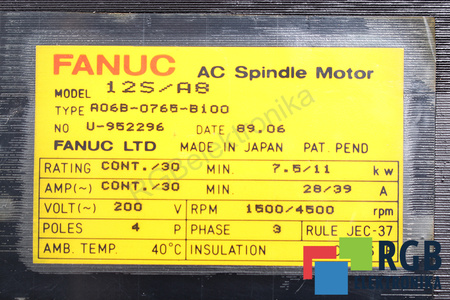 FANUC AC Spindle Motor
MODEL 12S/A8
TYPE A06B-0765-B100
NO U-952296 DATE 89.06
FANUC LTD MADE IN JAPAN PAT. PEND
RATING CONT./30 MIN. 7.5/11 kw
AMP(~) CONT./30 MIN. 28/39 A
VOLT(~) 200 V RPM 1500/4500 rpm
POLES 4 P PHASE 3 RULE JEC-37
AMB. TEMP. 40°C INSULATION
RGB
ELEKTRONIKA
RGBelektronika